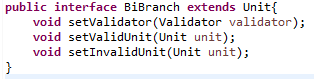 public interface BiBranch extends Unit{
    void setValidator(Validator validator);
    void setValidUnit(Unit unit);
    void setInvalidUnit(Unit unit);
}